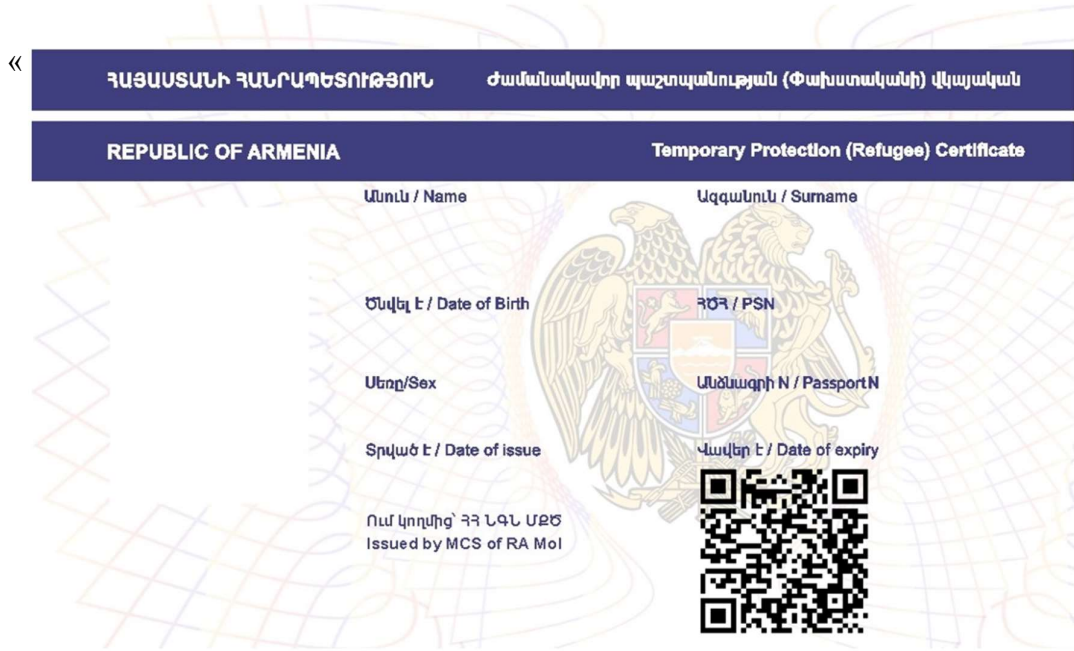 «
ՀԱՅԱՍՏԱՆԻ ՀԱՆՐԱՊԵՏՈՒԹՅՈՒՆ Ժամանակավոր պաշտպանության (Փախստականի) վկայական
REPUBLIC OF ARMENIA Temporary Protection (Refugee) Certificate
Անուն / Name Ազգանուն / Surname
Ծնվել է / Date of Birth ՀԾՀ / PSN
Սեռը/Sex Անձնագրի N / Passport N
Տրված է / Date of issue Վավեր է / Date of expiry
Ում կողմից՝ ՀՀ ՆԳՆ ՄՔԾ
Issued by MCS of RA MoI